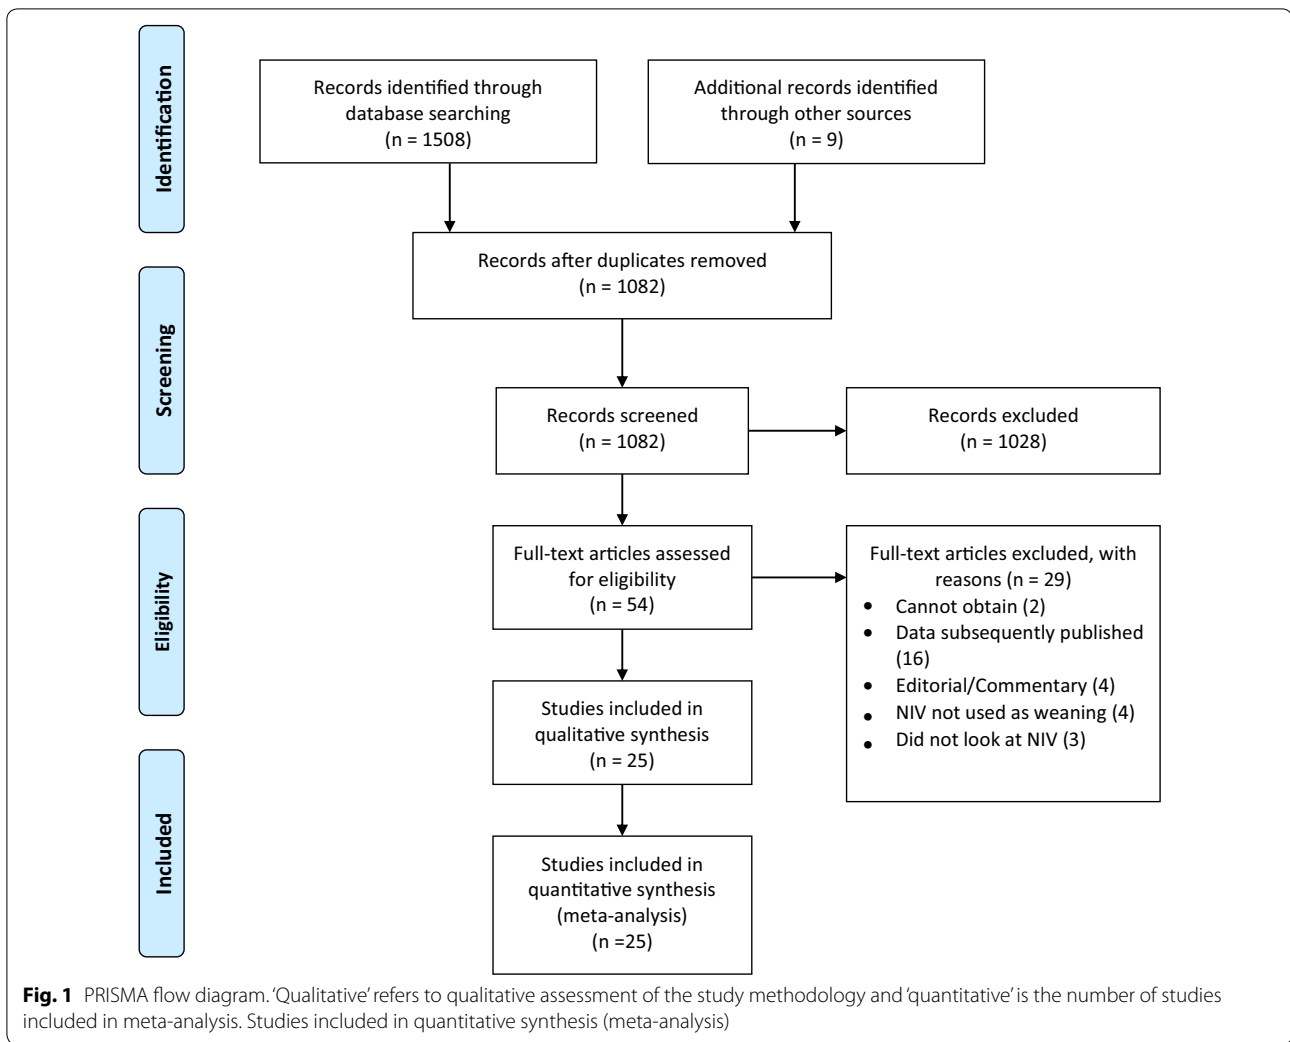 Identification
Records identified through
database searching
(n = 1508)
Additional records identified
through other sources
(n = 9)
Records after duplicates removed
(n = 1082)
Screening
Records screened
(n = 1082)
Records excluded
(n = 1028)
Eligibility
Full-text articles assessed
for eligibility
(n = 54)
Full-text articles excluded, with
reasons (n = 29)
• Cannot obtain (2)
• Data subsequently published
(16)
• Editorial/Commentary (4)
• NIV not used as weaning (4)
• Did not look at NIV (3)
Studies included in
qualitative synthesis
(n = 25)
Included
Studies included in
quantitative synthesis
(meta-analysis)
(n =25)
Fig. 1 PRISMA flow diagram. ‘Qualitative’ refers to qualitative assessment of the study methodology and ‘quantitative’ is the number of studies
included in meta-analysis. Studies included in quantitative synthesis (meta-analysis)